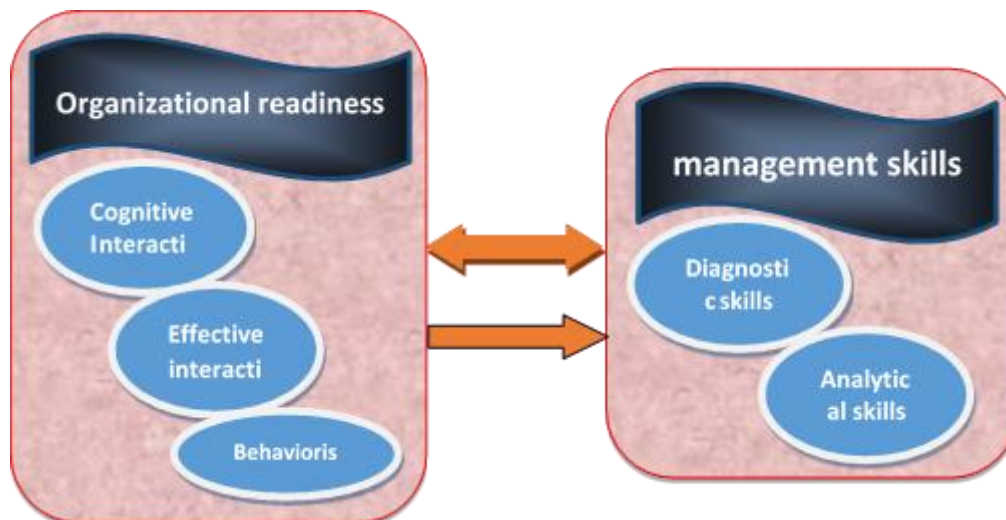 Organizational readiness
Cognitive
Interacti
Effective
interacti
Behavioris
management skills
Diagnosti
c skills
Analytic
al skills